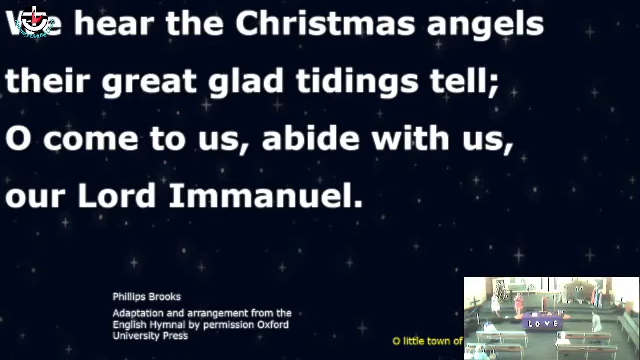 We hear the Christmas angels
their great glad tidings tell;
O come to us, abide with us,
our Lord Immanuel.
Phillips Brooks
Adaptation and arrangement from the
English Hymnal by permission Oxford
University Press
O little town of
LOVE